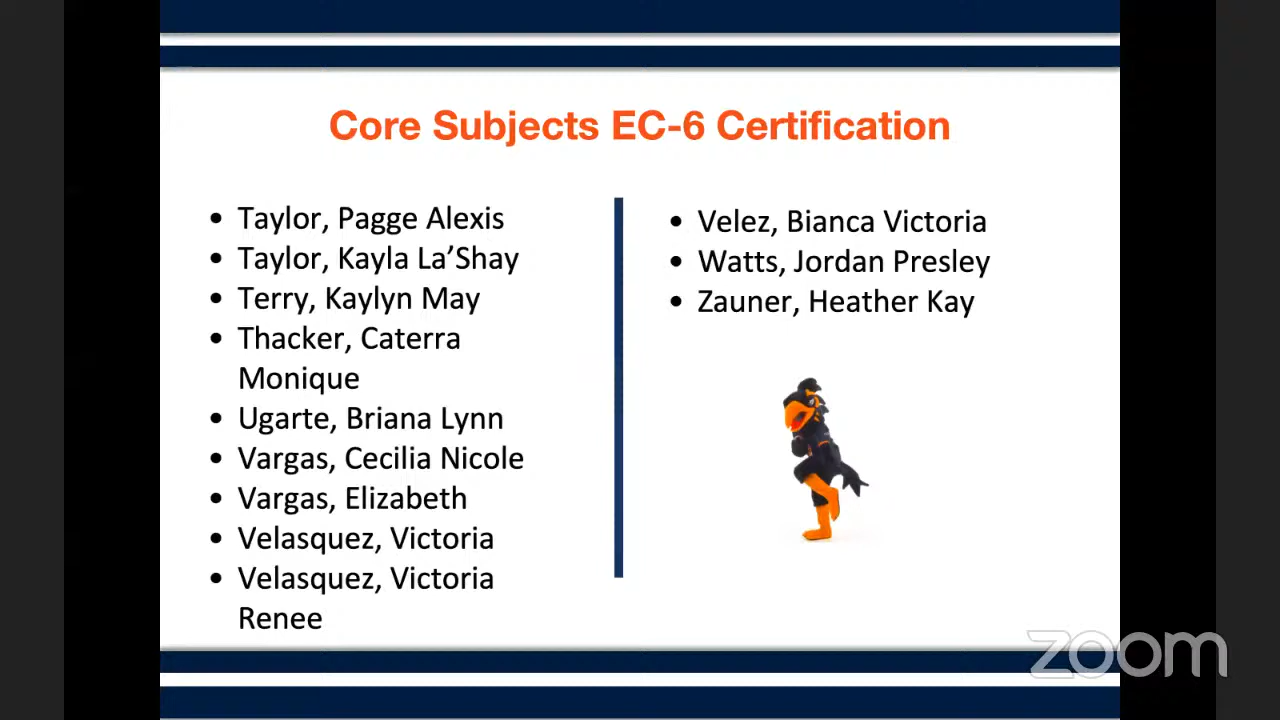 Core Subjects EC-6 Certification
• Taylor, Pagge Alexis
• Taylor, Kayla La’Shay
• Terry, Kaylyn May
• Thacker, Caterra
Monique
• Ugarte, Briana Lynn
• Vargas, Cecilia Nicole
• Vargas, Elizabeth
• Velasquez, Victoria
• Velasquez, Victoria
Renee
• Velez, Bianca Victoria
• Watts, Jordan Presley
• Zauner, Heather Kay
zoom